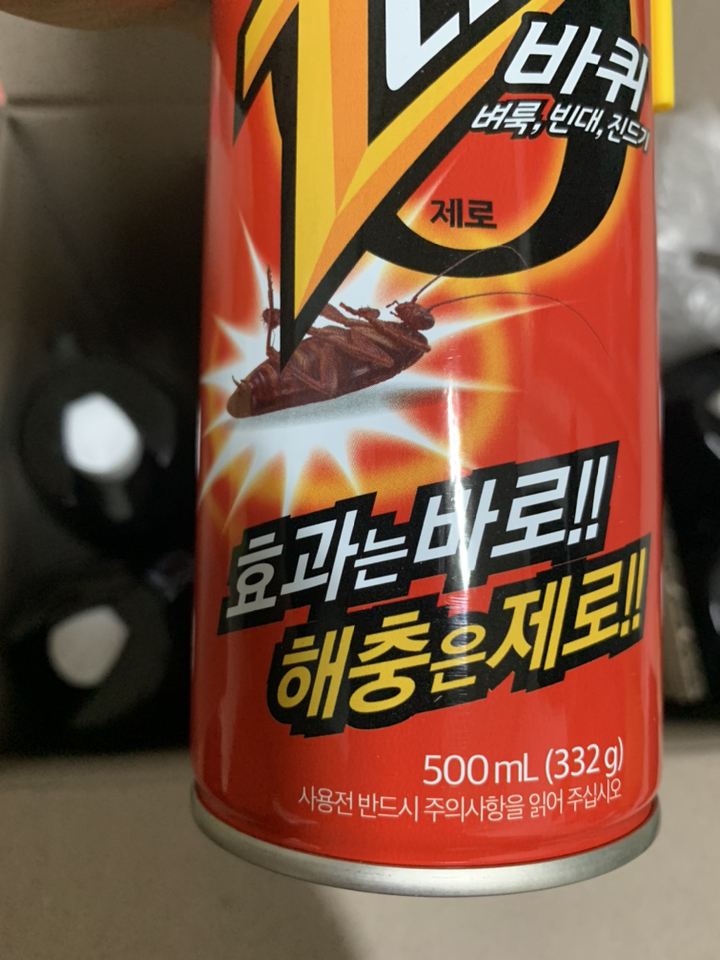 바퀴
벼룩, 빈대, 진드기
제로
효과는 바로!!
해충은 제로!!
500 mL (332 g)
사용전 반드시 주의사항을 읽어 주십시오